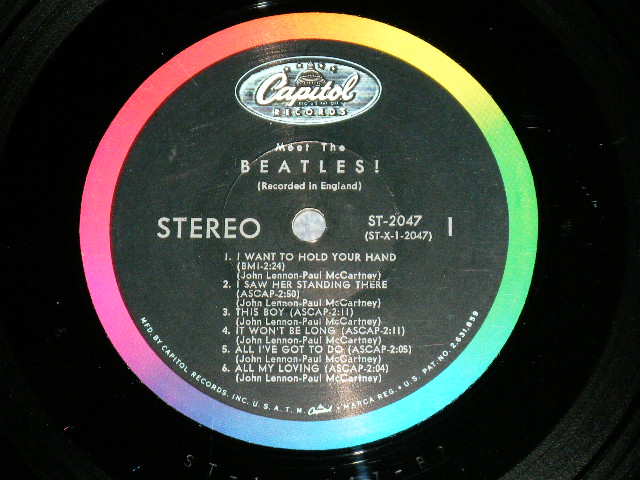 Capitol
RECORDS
Meet The
BEATLES!
(Recorded in England)
STEREO
ST-2047
(ST-X-1-2047)
1
1. I WANT TO HOLD YOUR HAND
(BMI-2:24)
(John Lennon-Paul McCartney)
2. I SAW HER STANDING THERE
(ASCAP-2:50)
(John Lennon-Paul McCartney)
3. THIS BOY (ASCAP-2:11)
(John Lennon-Paul McCartney)
4. IT WON'T BE LONG (ASCAP-2:11)
(John Lennon-Paul McCartney)
5. ALL I'VE GOT TO DO (ASCAP-2:05)
(John Lennon-Paul McCartney)
6. ALL MY LOVING (ASCAP-2:04)
(John Lennon-Paul McCartney)
MFD. BY CAPITOL RECORDS, INC. U.S.A. T.M. Capitol • MARCA REG. • U.S. PAT. NO. 2,631,859